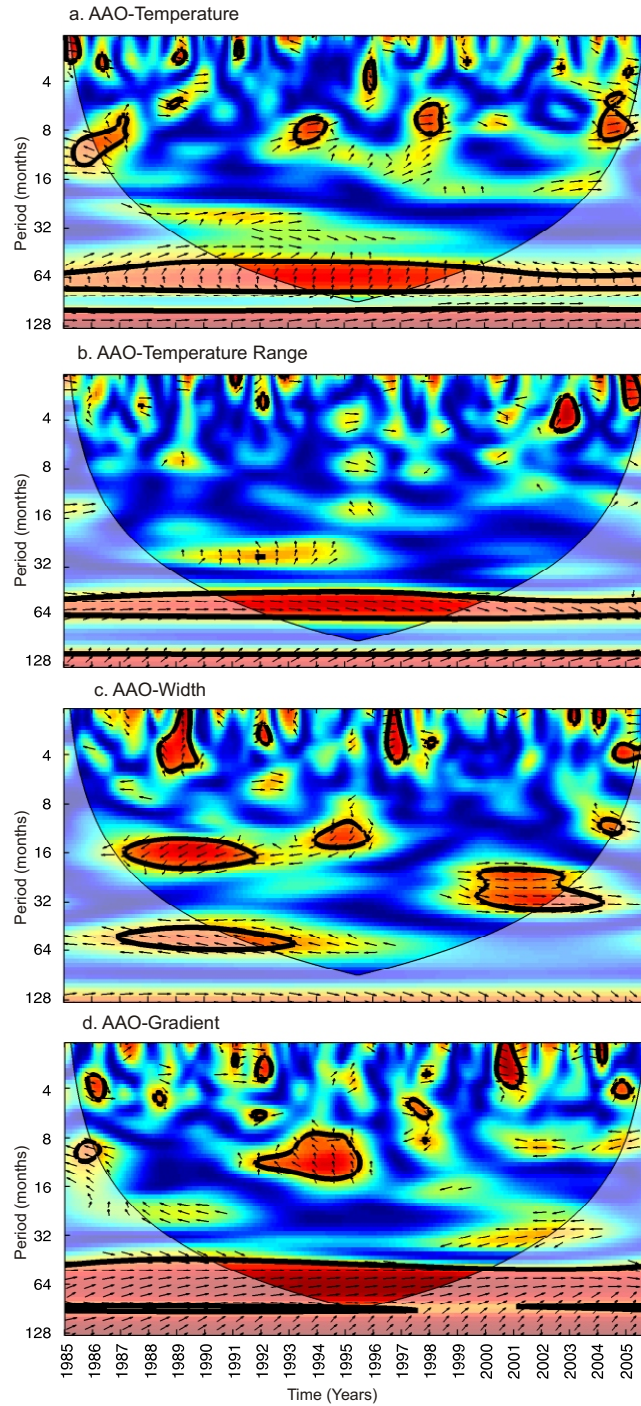 a. AAO-Temperature
Period (months)
4
8
16
32
64
128
b. AAO-Temperature Range
Period (months)
4
8
16
32
64
128
c. AAO-Width
Period (months)
4
8
16
32
64
128
d. AAO-Gradient
Period (months)
4
8
16
32
64
128
1985 1986 1987 1988 1989 1990 1991 1992 1993 1994 1995 1996 1997 1998 1999 2000 2001 2002 2003 2004 2005
Time (Years)